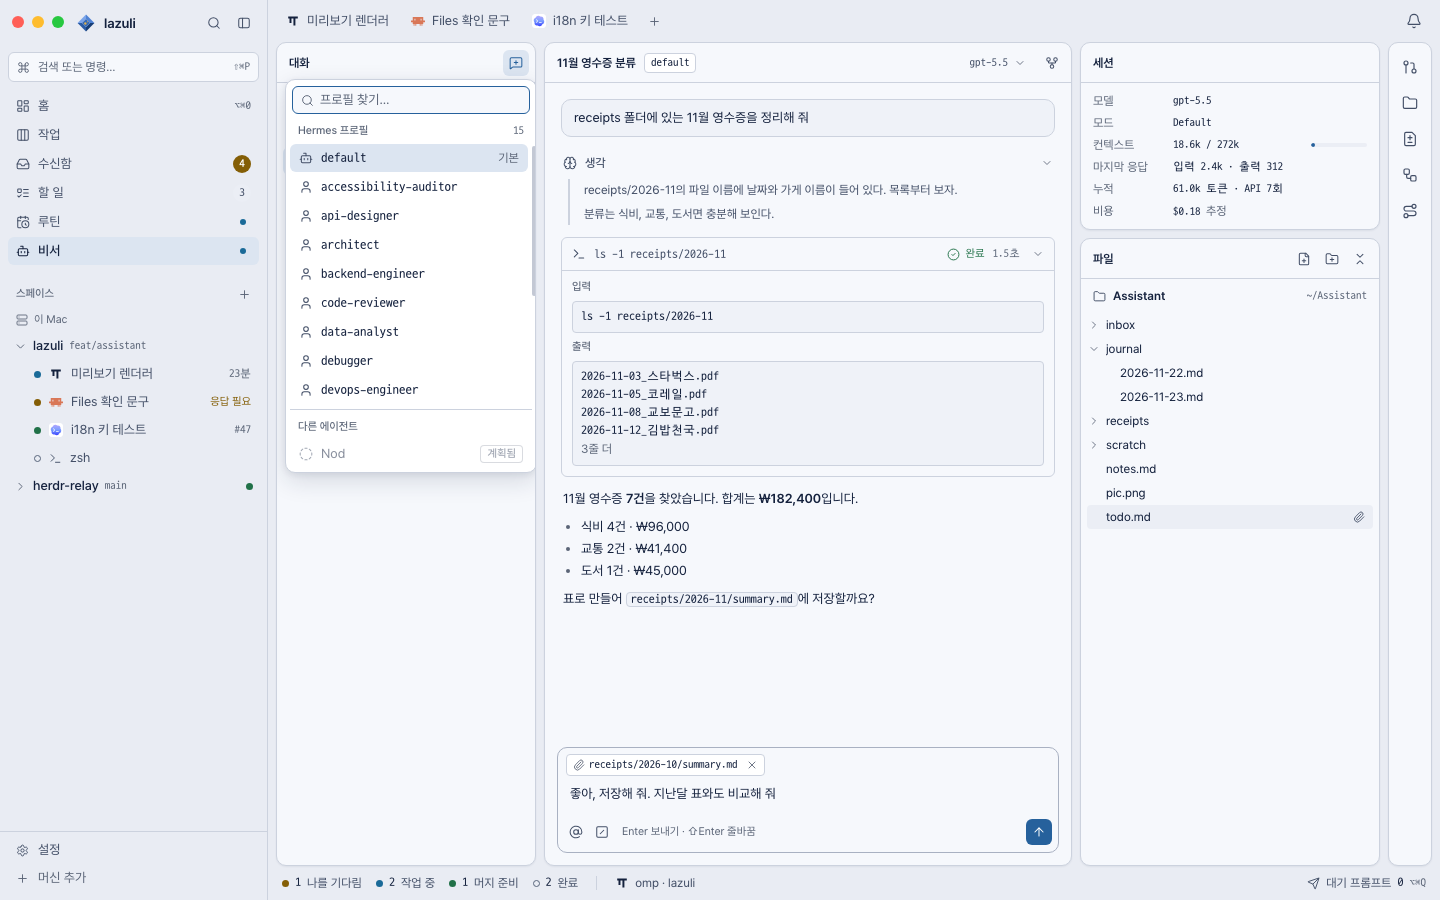 lazuli
검색 또는 명령... ⇧⌘P
홈 ⌥⌘0
작업
수신함 4
할 일 3
루틴
비서
스페이스
이 Mac
lazuli feat/assistant
미리보기 렌더러 23분
Files 확인 문구 응답 필요
i18n 키 테스트 #47
zsh
herdr-relay main
설정
머신 추가
미리보기 렌더러
Files 확인 문구
i18n 키 테스트
대화
프로필 찾기...
Hermes 프로필 15
default 기본
accessibility-auditor
api-designer
architect
backend-engineer
code-reviewer
data-analyst
debugger
devops-engineer
다른 에이전트
Nod 계획됨
11월 영수증 분류 default gpt-5.5
receipts 폴더에 있는 11월 영수증을 정리해 줘
생각
receipts/2026-11의 파일 이름에 날짜와 가게 이름이 들어 있다. 목록부터 보자.
분류는 식비, 교통, 도서면 충분해 보인다.
ls -1 receipts/2026-11 완료 1.5초
입력
ls -1 receipts/2026-11
출력
2026-11-03_스타벅스.pdf
2026-11-05_코레일.pdf
2026-11-08_교보문고.pdf
2026-11-12_김밥천국.pdf
3줄 더
11월 영수증 7건을 찾았습니다. 합계는 ₩182,400입니다.
• 식비 4건 · ₩96,000
• 교통 2건 · ₩41,400
• 도서 1건 · ₩45,000
표로 만들어 receipts/2026-11/summary.md에 저장할까요?
receipts/2026-10/summary.md
좋아, 저장해 줘. 지난달 표와도 비교해 줘
Enter 보내기 · ⇧Enter 줄바꿈
세션
모델 gpt-5.5
모드 Default
컨텍스트 18.6k / 272k
마지막 응답 입력 2.4k · 출력 312
누적 61.0k 토큰 · API 7회
비용 $0.18 추정
파일
Assistant ~/Assistant
inbox
journal
2026-11-22.md
2026-11-23.md
receipts
scratch
notes.md
pic.png
todo.md
1 나를 기다림 2 작업 중 1 머지 준비 2 완료 omp · lazuli
대기 프롬프트 0 ⌥⌘Q